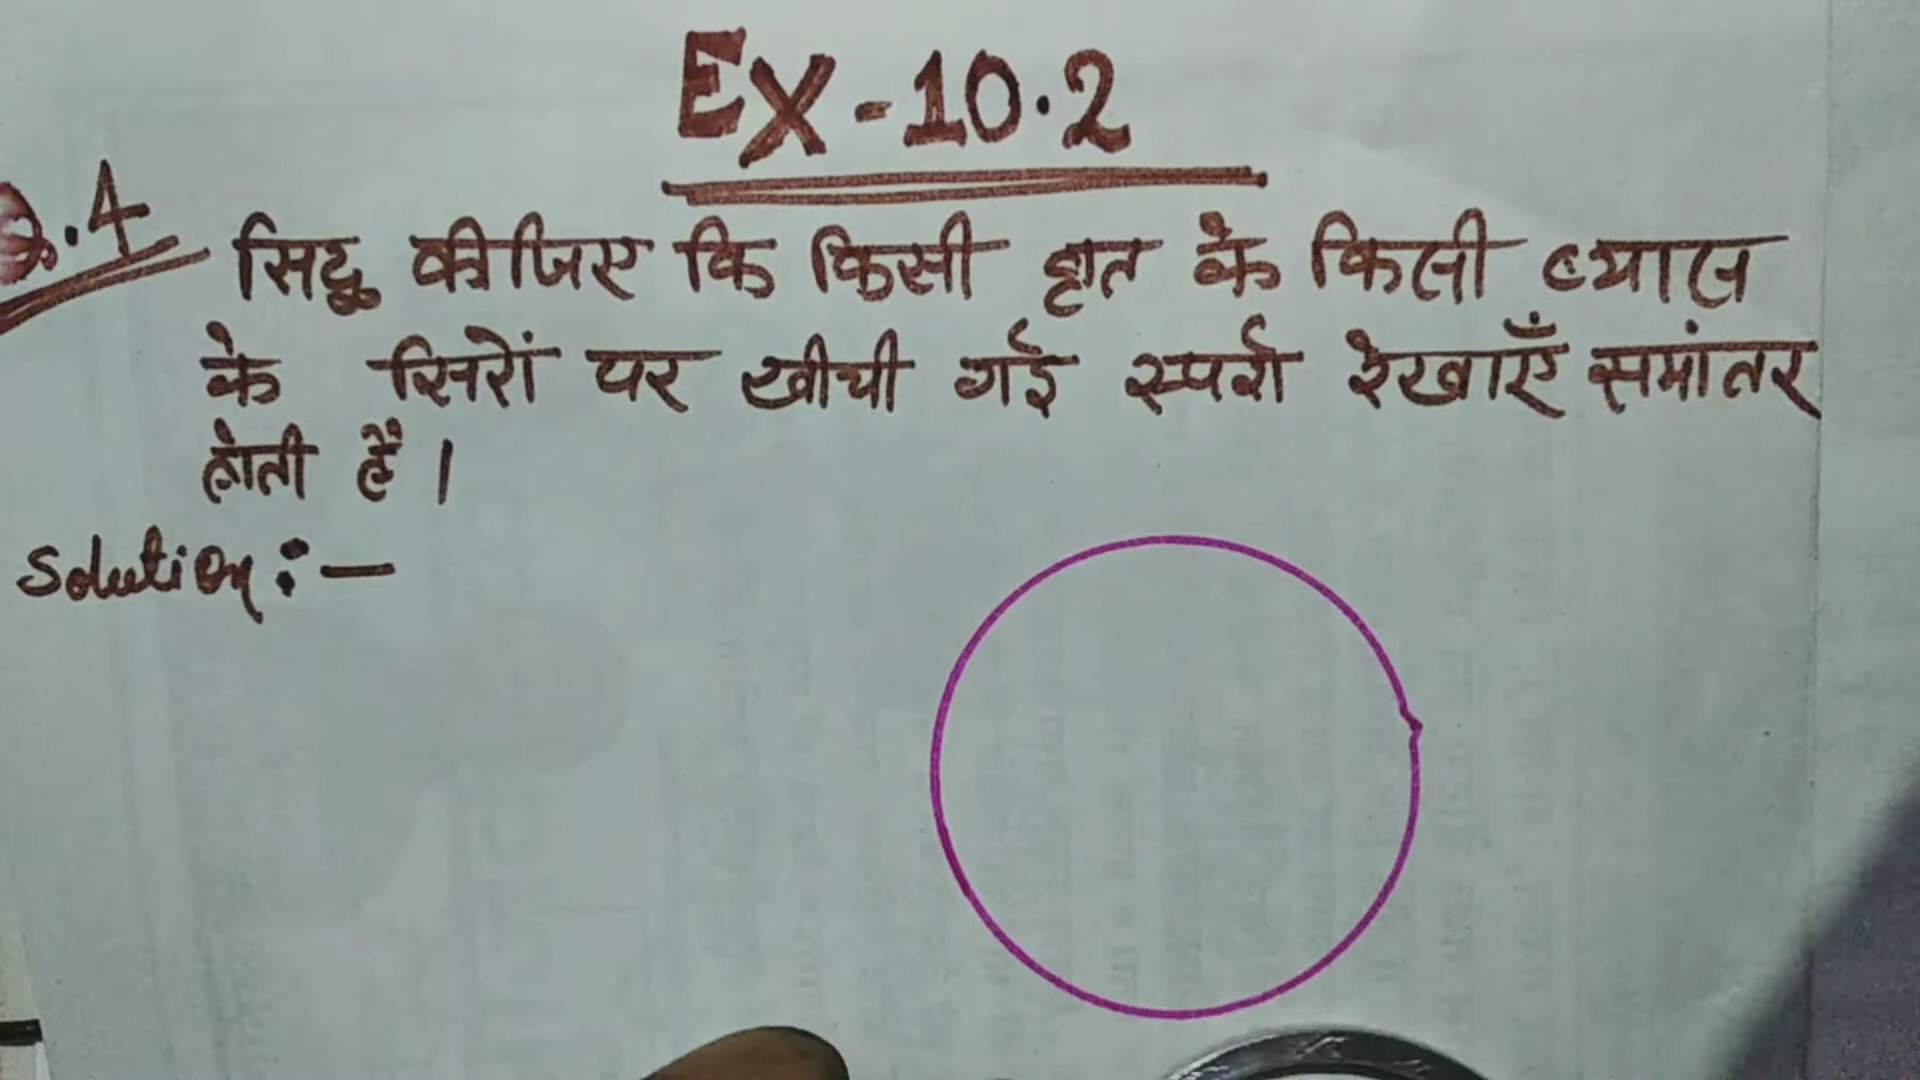 Ex-10.2
Q.4 सिद्ध कीजिए कि किसी वृत के किसी व्यास
के सिरों पर खीची गई स्पर्श रेखाएँ समांतर
होती हैं।
Solution:-